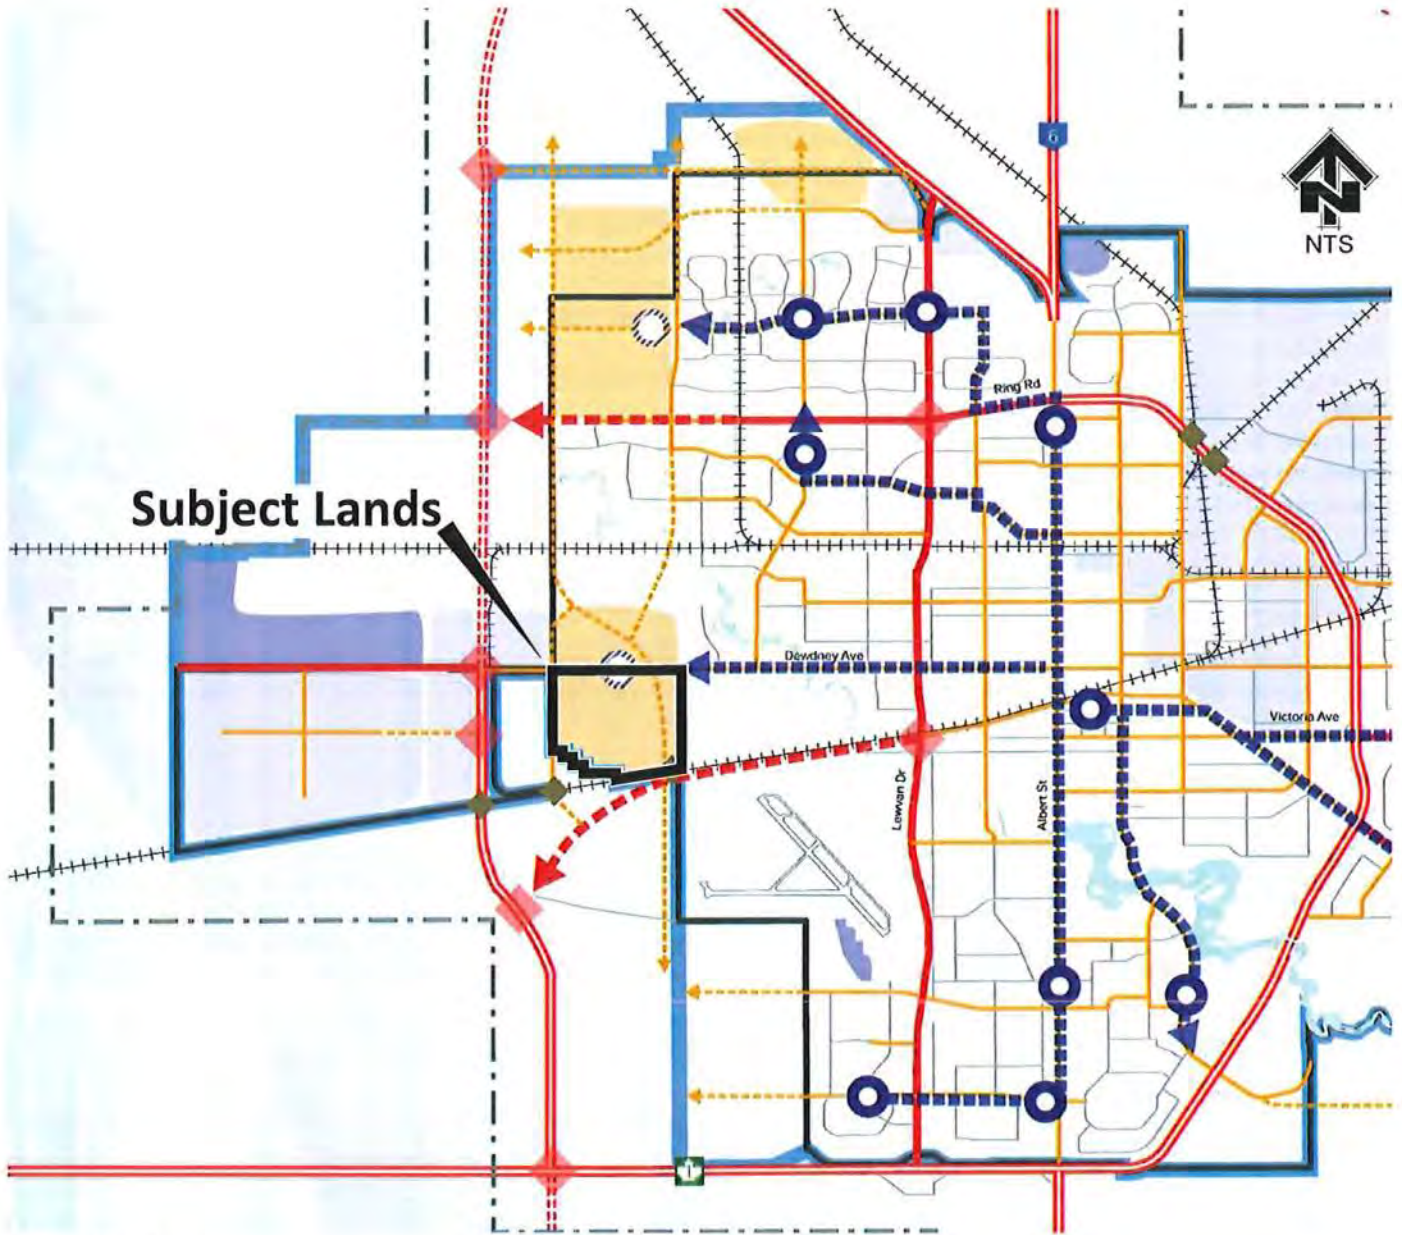 6
N
NTS
Ring Rd
Subject Lands
Dewdney Ave
Victoria Ave
Lewvan Dr
Albert St
1